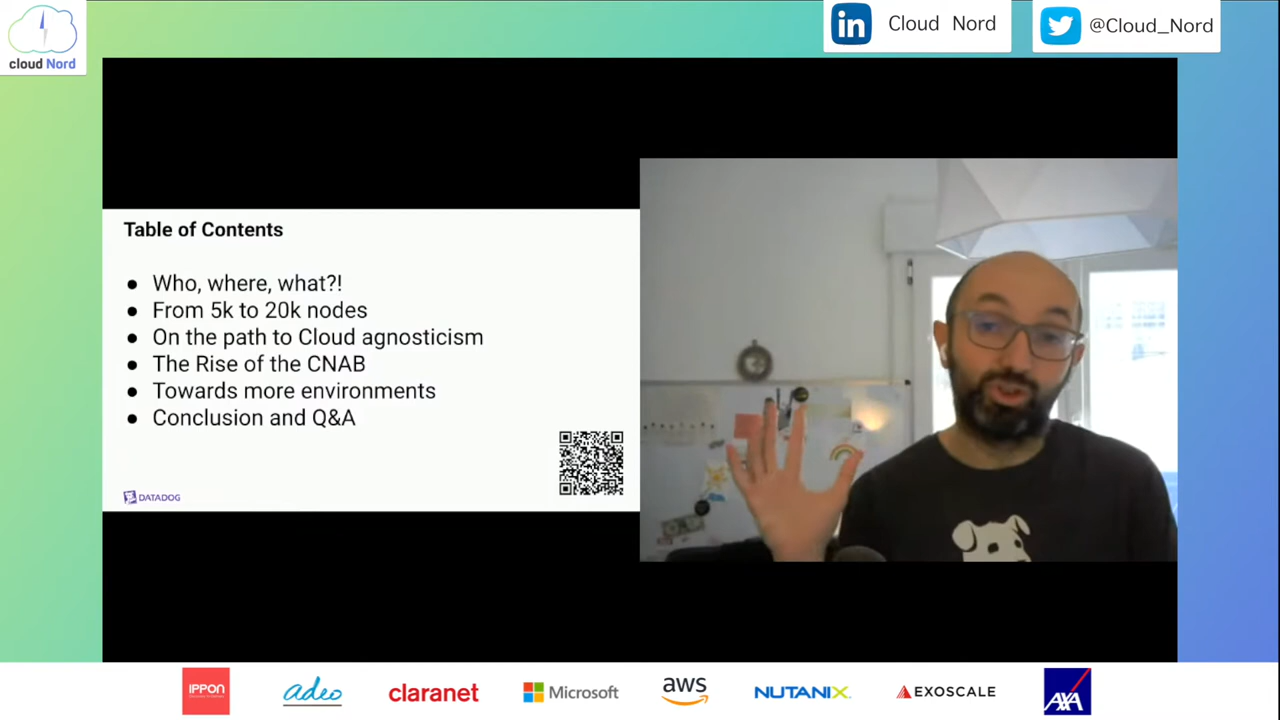 cloud Nord
in Cloud Nord
@Cloud_Nord
Table of Contents
● Who, where, what?!
● From 5k to 20k nodes
● On the path to Cloud agnosticism
● The Rise of the CNAB
● Towards more environments
● Conclusion and Q&A
DATADOG
IPPON
adeo
claranet
Microsoft
aws
NUTANIX
EXOSCALE
AXA